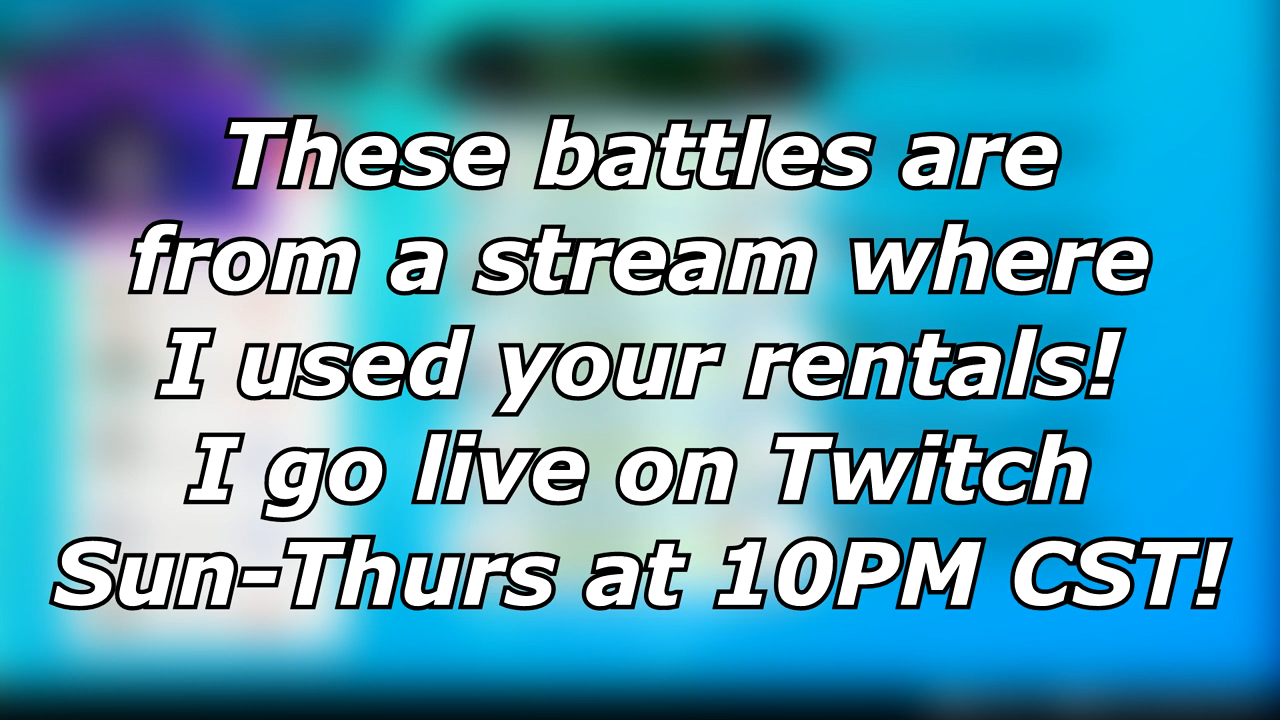 These battles are
from a stream where
I used your rentals!
I go live on Twitch
Sun-Thurs at 10PM CST!